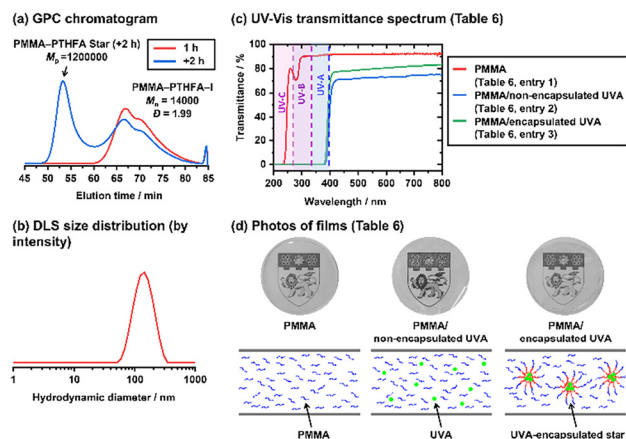 (a) GPC chromatogram
PMMA–PTHFA Star (+2 h)
Mp =1200000
1 h
+2 h
PMMA–PTHFA–I
Mn = 14000
Đ = 1.99
45 50 55 60 65 70 75 80 85
Elution time / min
(b) DLS size distribution (by
intensity)
1 10 100 1000
Hydrodynamic diameter / nm
(c) UV-Vis transmittance spectrum (Table 6)
Transmittance / %
100
80
60
40
20
0
UV-C
UV-B
UV-A
200 300 400 500 600 700 800
Wavelength / nm
PMMA
(Table 6, entry 1)
PMMA/non-encapsulated UVA
(Table 6, entry 2)
PMMA/encapsulated UVA
(Table 6, entry 3)
(d) Photos of films (Table 6)
PMMA
PMMA/
non-encapsulated UVA
PMMA/
encapsulated UVA
PMMA
UVA
UVA-encapsulated star